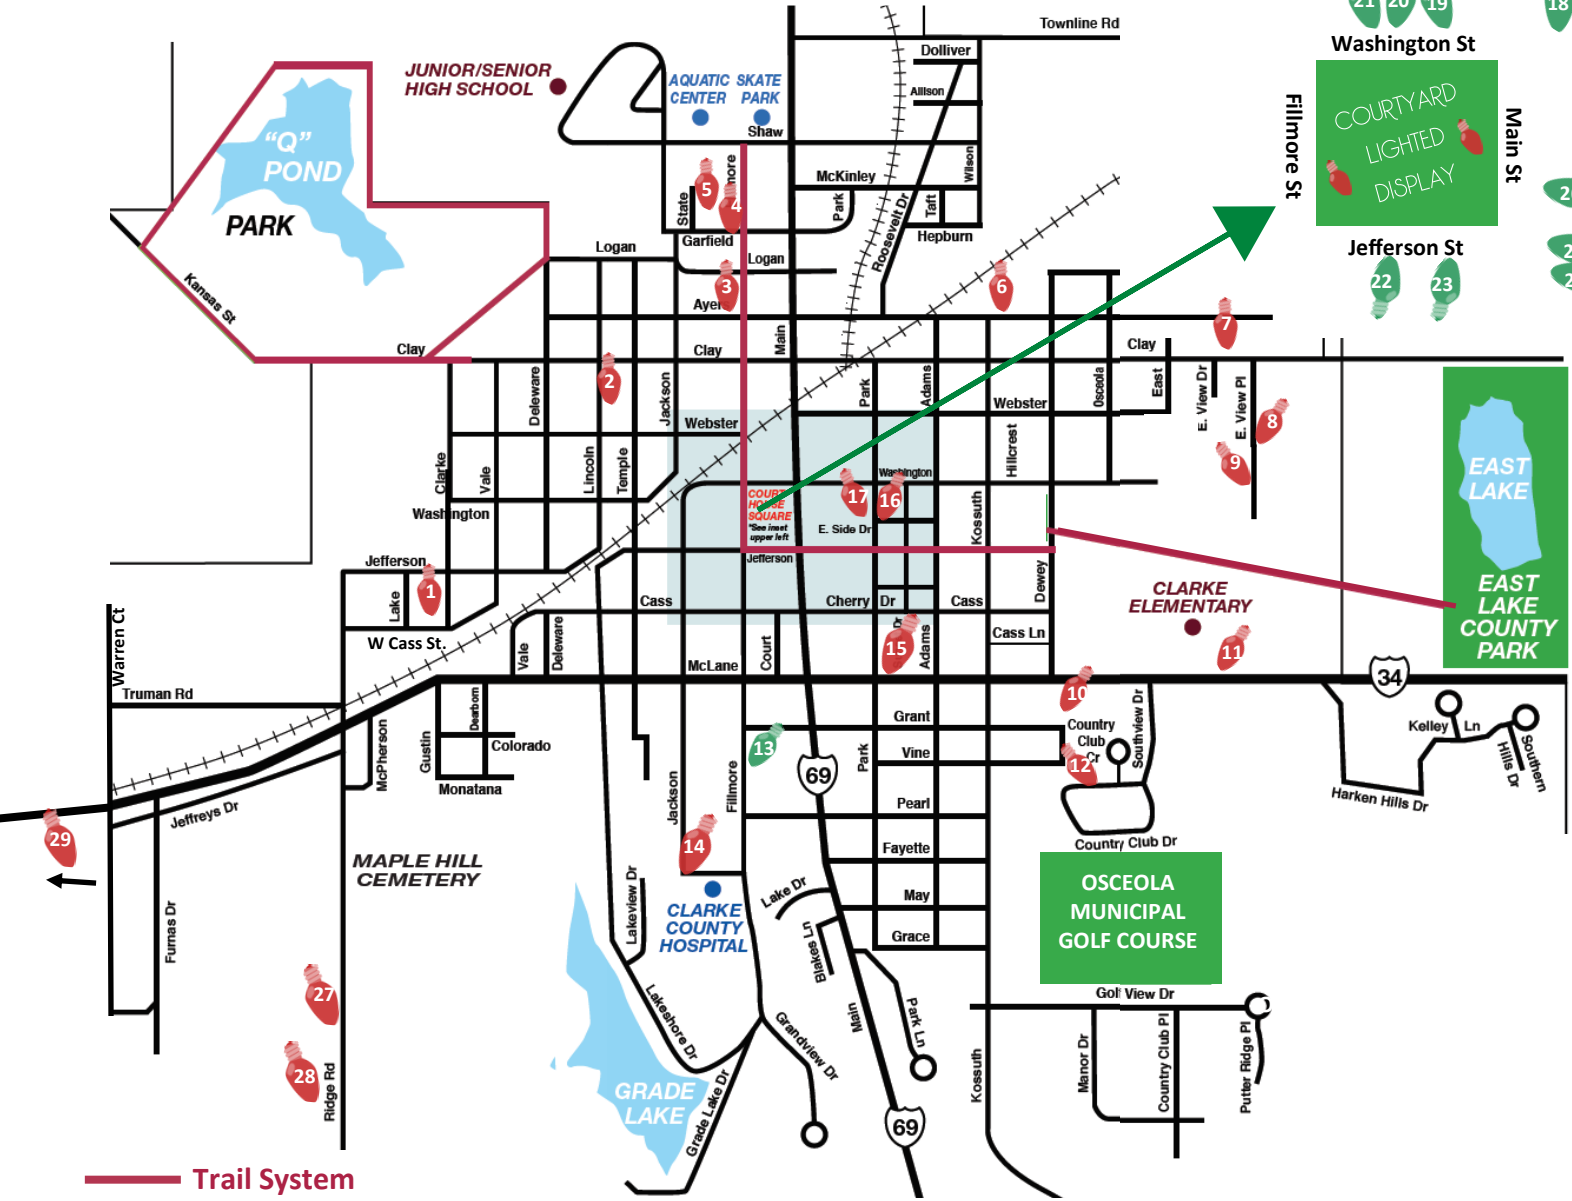 21 20 19
18
Washington St
Fillmore St
COURTYARD
LIGHTED
DISPLAY
Main St
Jefferson St
22
23
Townline Rd
Dolliver
Allison
JUNIOR/SENIOR
HIGH SCHOOL
AQUATIC
CENTER
SKATE
PARK
Shaw
"Q"
POND
PARK
Kansas St
McKinley
Wilson
State
5
4
Park
Taft
Roosevelt Dr
Hepburn
Garfield
Logan
Logan
3
6
7
Main
Clay
Clay
Clay
2
Deleware
Jackson
Park
Adams
Osceola
East
E. View Dr
E. View Pl
8
9
Webster
Webster
Hillcrest
Clarke
Vale
Lincoln
Temple
Washington
Washington
17
16
COURT
HOUSE
SQUARE
*See inset
upper left
E. Side Dr
Kossuth
Jefferson
Jefferson
EAST
LAKE
EAST
LAKE
COUNTY
PARK
1
Lake
Cass
Cherry Dr
Cass
Dewey
CLARKE
ELEMENTARY
W Cass St.
Cass Ln
11
Warren Ct
Vale
Deleware
McLane
Court
15
Adams
Truman Rd
34
10
Dearborn
Gustin
Colorado
Monatana
McPherson
13
69
Grant
Vine
Park
Country
Club
Cr
12
Southview Dr
Kelley Ln
Southern
Hills Dr
Harken Hills Dr
Jeffreys Dr
Jackson
Fillmore
Pearl
Country Club Dr
29
14
MAPLE HILL
CEMETERY
Fayette
Lake Dr
May
Grace
Blakes Ln
OSCEOLA
MUNICIPAL
GOLF COURSE
CLARKE
COUNTY
HOSPITAL
Lakeview Dr
Furnas Dr
27
28
Ridge Rd
Lakeshore Dr
Grandview Dr
Main
Park Ln
Golf View Dr
Manor Dr
Country Club Pl
Putter Ridge Pl
Kossuth
GRADE
LAKE
Grade Lake Dr
69
Trail System